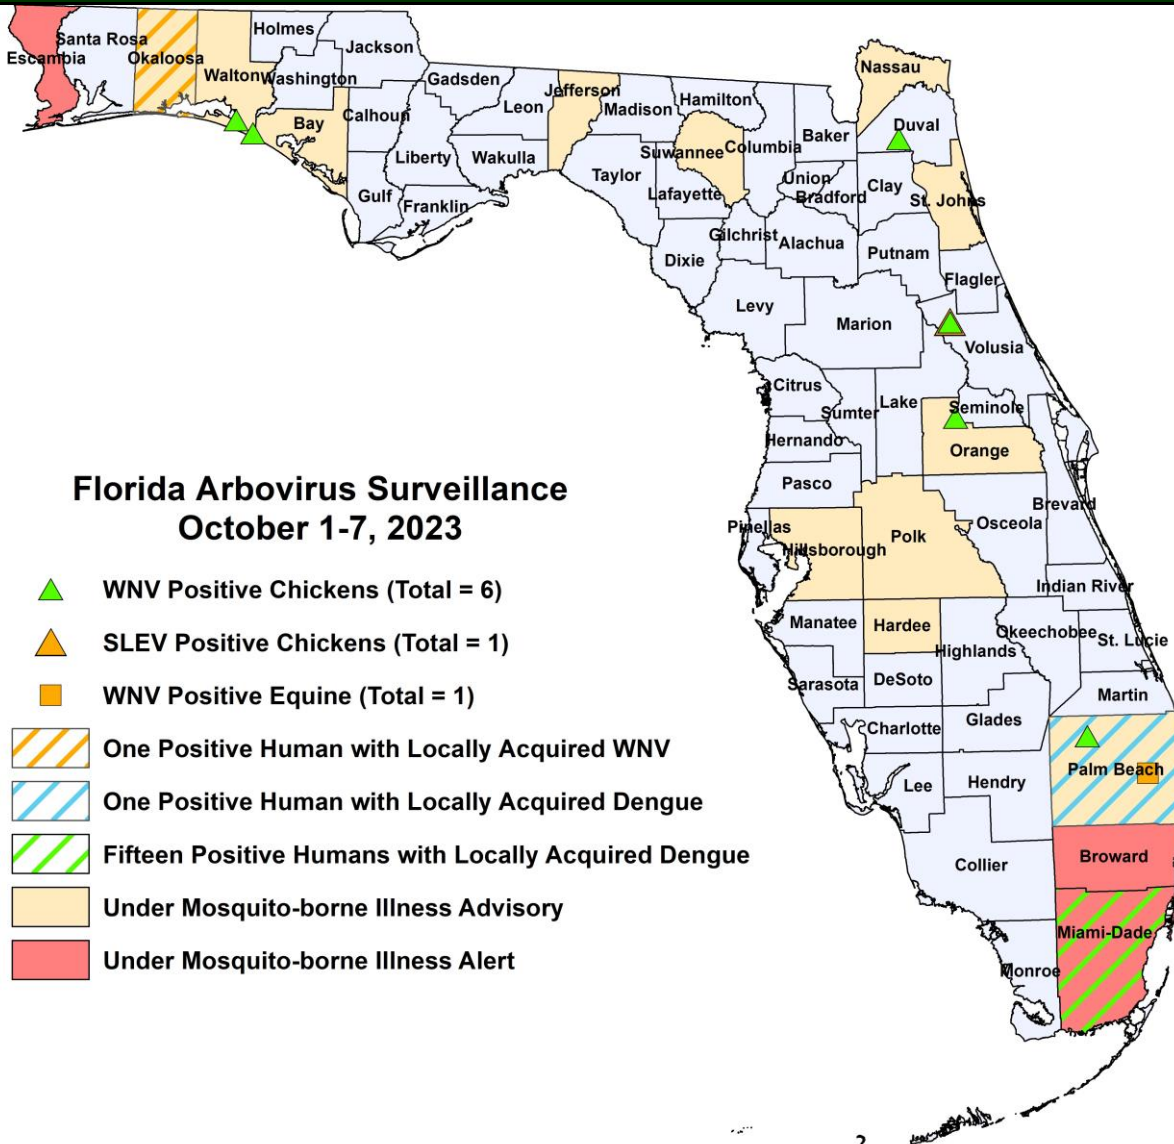 Holmes
Santa Rosa
Jackson
Escambia
Okaloosa
Walton
Washington
Gadsden
Jefferson
Leon
Madison
Hamilton
Nassau
Bay
Calhoun
Duval
Baker
Suwannee
Columbia
Liberty
Wakulla
Taylor
Lafayette
Union
Bradford
Clay
St. Johns
Gulf
Franklin
Gilchrist
Alachua
Putnam
Dixie
Flagler
Levy
Marion
Volusia
Citrus
Sumter
Lake
Seminole
Hernando
Orange
Pasco
Brevard
Pinellas
Osceola
Hillsborough
Polk
Indian River
Manatee
Hardee
Okeechobee
St. Lucie
Highlands
Sarasota
DeSoto
Martin
Charlotte
Glades
Palm Beach
Lee
Hendry
Broward
Collier
Miami-Dade
Monroe
Florida Arbovirus Surveillance
October 1-7, 2023
WNV Positive Chickens (Total = 6)
SLEV Positive Chickens (Total = 1)
WNV Positive Equine (Total = 1)
One Positive Human with Locally Acquired WNV
One Positive Human with Locally Acquired Dengue
Fifteen Positive Humans with Locally Acquired Dengue
Under Mosquito-borne Illness Advisory
Under Mosquito-borne Illness Alert